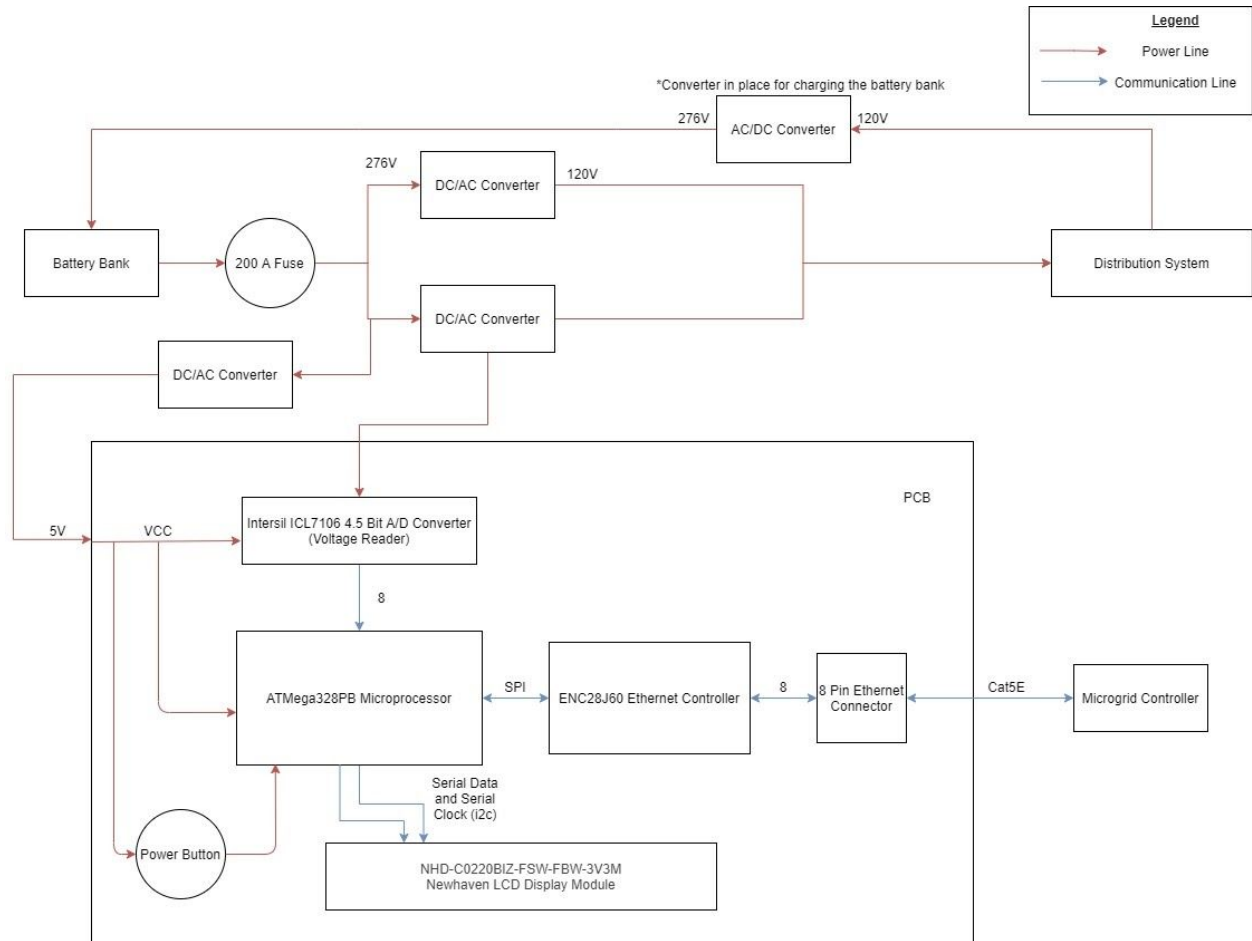 Legend
Power Line
Communication Line
*Converter in place for charging the battery bank
276V
AC/DC Converter
120V
276V
DC/AC Converter
120V
Battery Bank
200 A Fuse
Distribution System
DC/AC Converter
DC/AC Converter
PCB
5V
VCC
Intersil ICL7106 4.5 Bit A/D Converter
(Voltage Reader)
8
ATMega328PB Microprocessor
SPI
ENC28J60 Ethernet Controller
8
8 Pin Ethernet
Connector
Cat5E
Microgrid Controller
Serial Data
and Serial
Clock (i2c)
Power Button
NHD-C0220BIZ-FSW-FBW-3V3M
Newhaven LCD Display Module